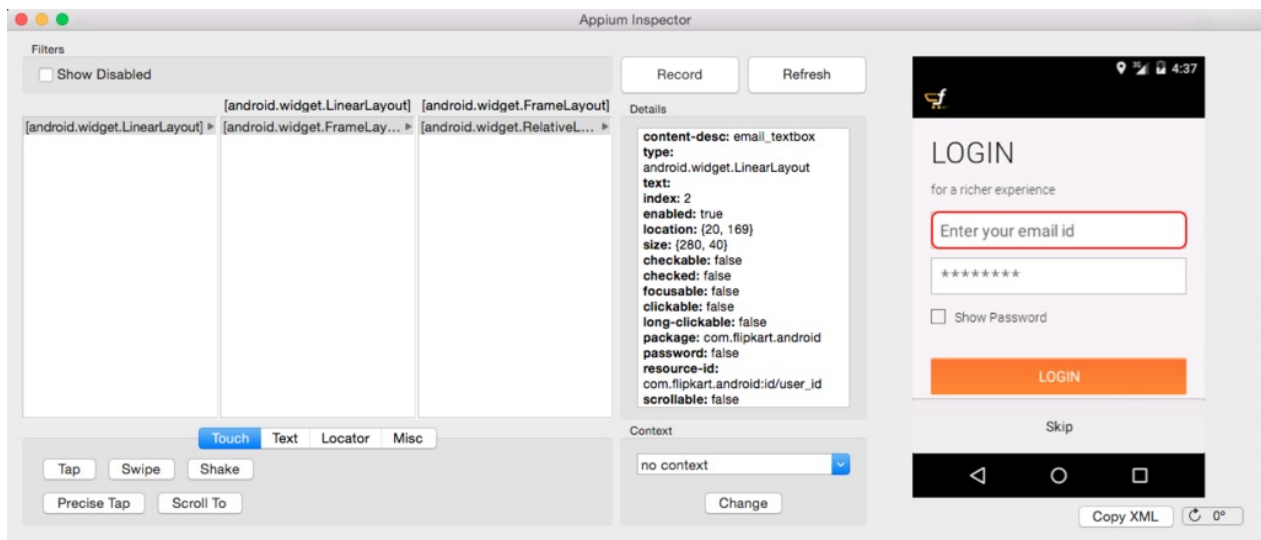 Appium Inspector
Filters
Show Disabled
Record
Refresh
[android.widget.LinearLayout]
[android.widget.FrameLayout]
[android.widget.LinearLayout]
[android.widget.FrameLay...
[android.widget.RelativeL...
Details
content-desc: email_textbox
type:
android.widget.LinearLayout
text:
index: 2
enabled: true
location: {20, 169}
size: {280, 40}
checkable: false
checked: false
focusable: false
clickable: false
long-clickable: false
package: com.flipkart.android
password: false
resource-id:
com.flipkart.android:id/user_id
scrollable: false
Touch
Text
Locator
Misc
Tap
Swipe
Shake
Precise Tap
Scroll To
Context
no context
Change
3G
4:37
f
LOGIN
for a richer experience
Enter your email id
********
Show Password
LOGIN
Skip
Copy XML
0°